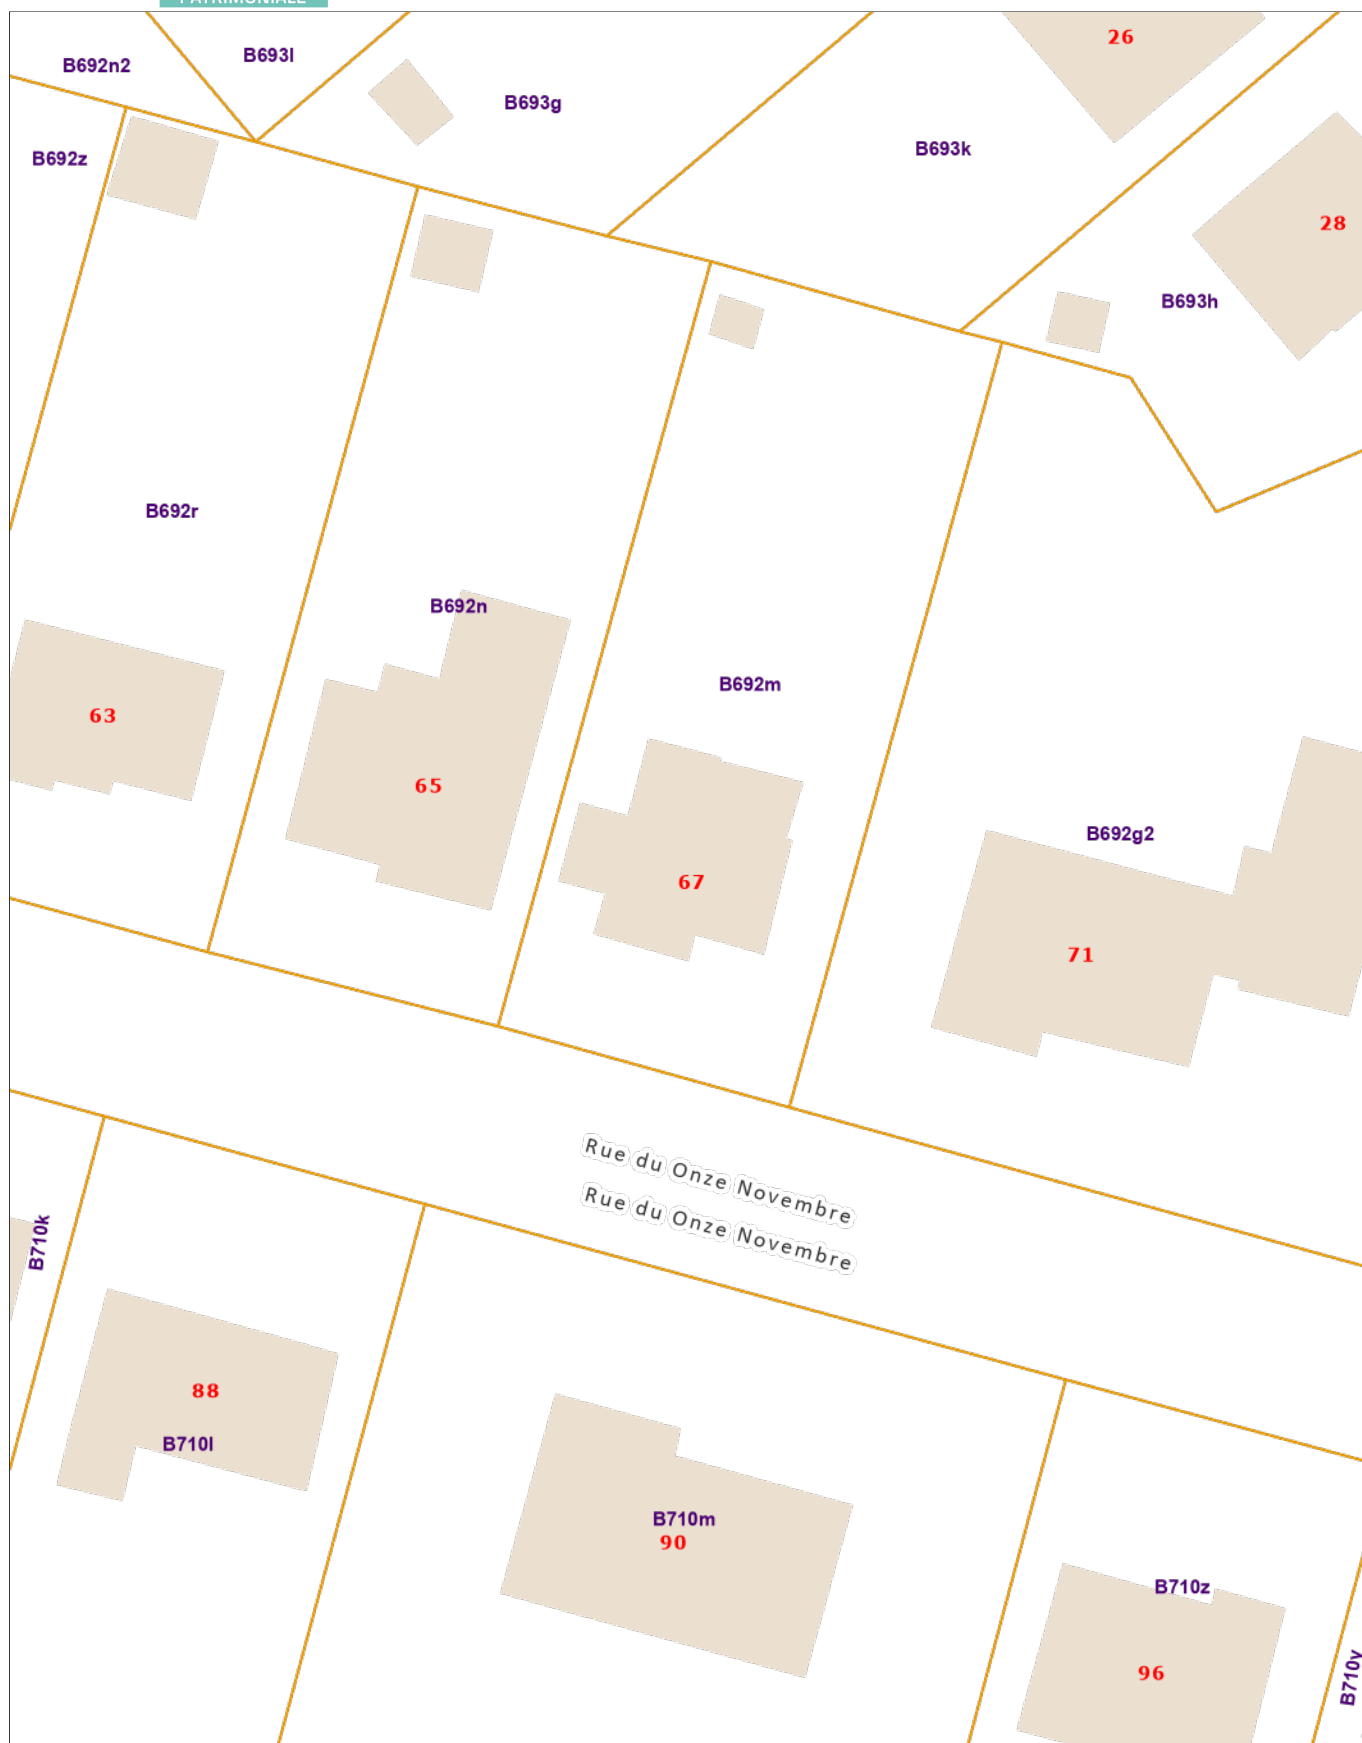 PATRIMONIALE
26
B693l
B692n2
B693g
B693k
B692z
28
B693h
B692r
B692n
B692m
63
65
B692g2
67
71
Rue du Onze Novembre
Rue du Onze Novembre
B710k
88
B710l
B710m
90
B710z
96
B710y